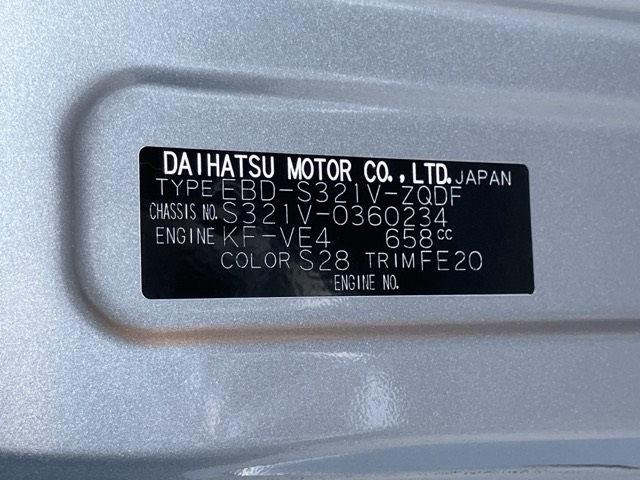 DAIHATSU MOTOR CO.,LTD. JAPAN
TYPE EBD-S321V-ZQDF
CHASSIS NO. S321V-0360234
ENGINE KF-VE4 658cc
COLOR S28 TRIM FE20
ENGINE NO.